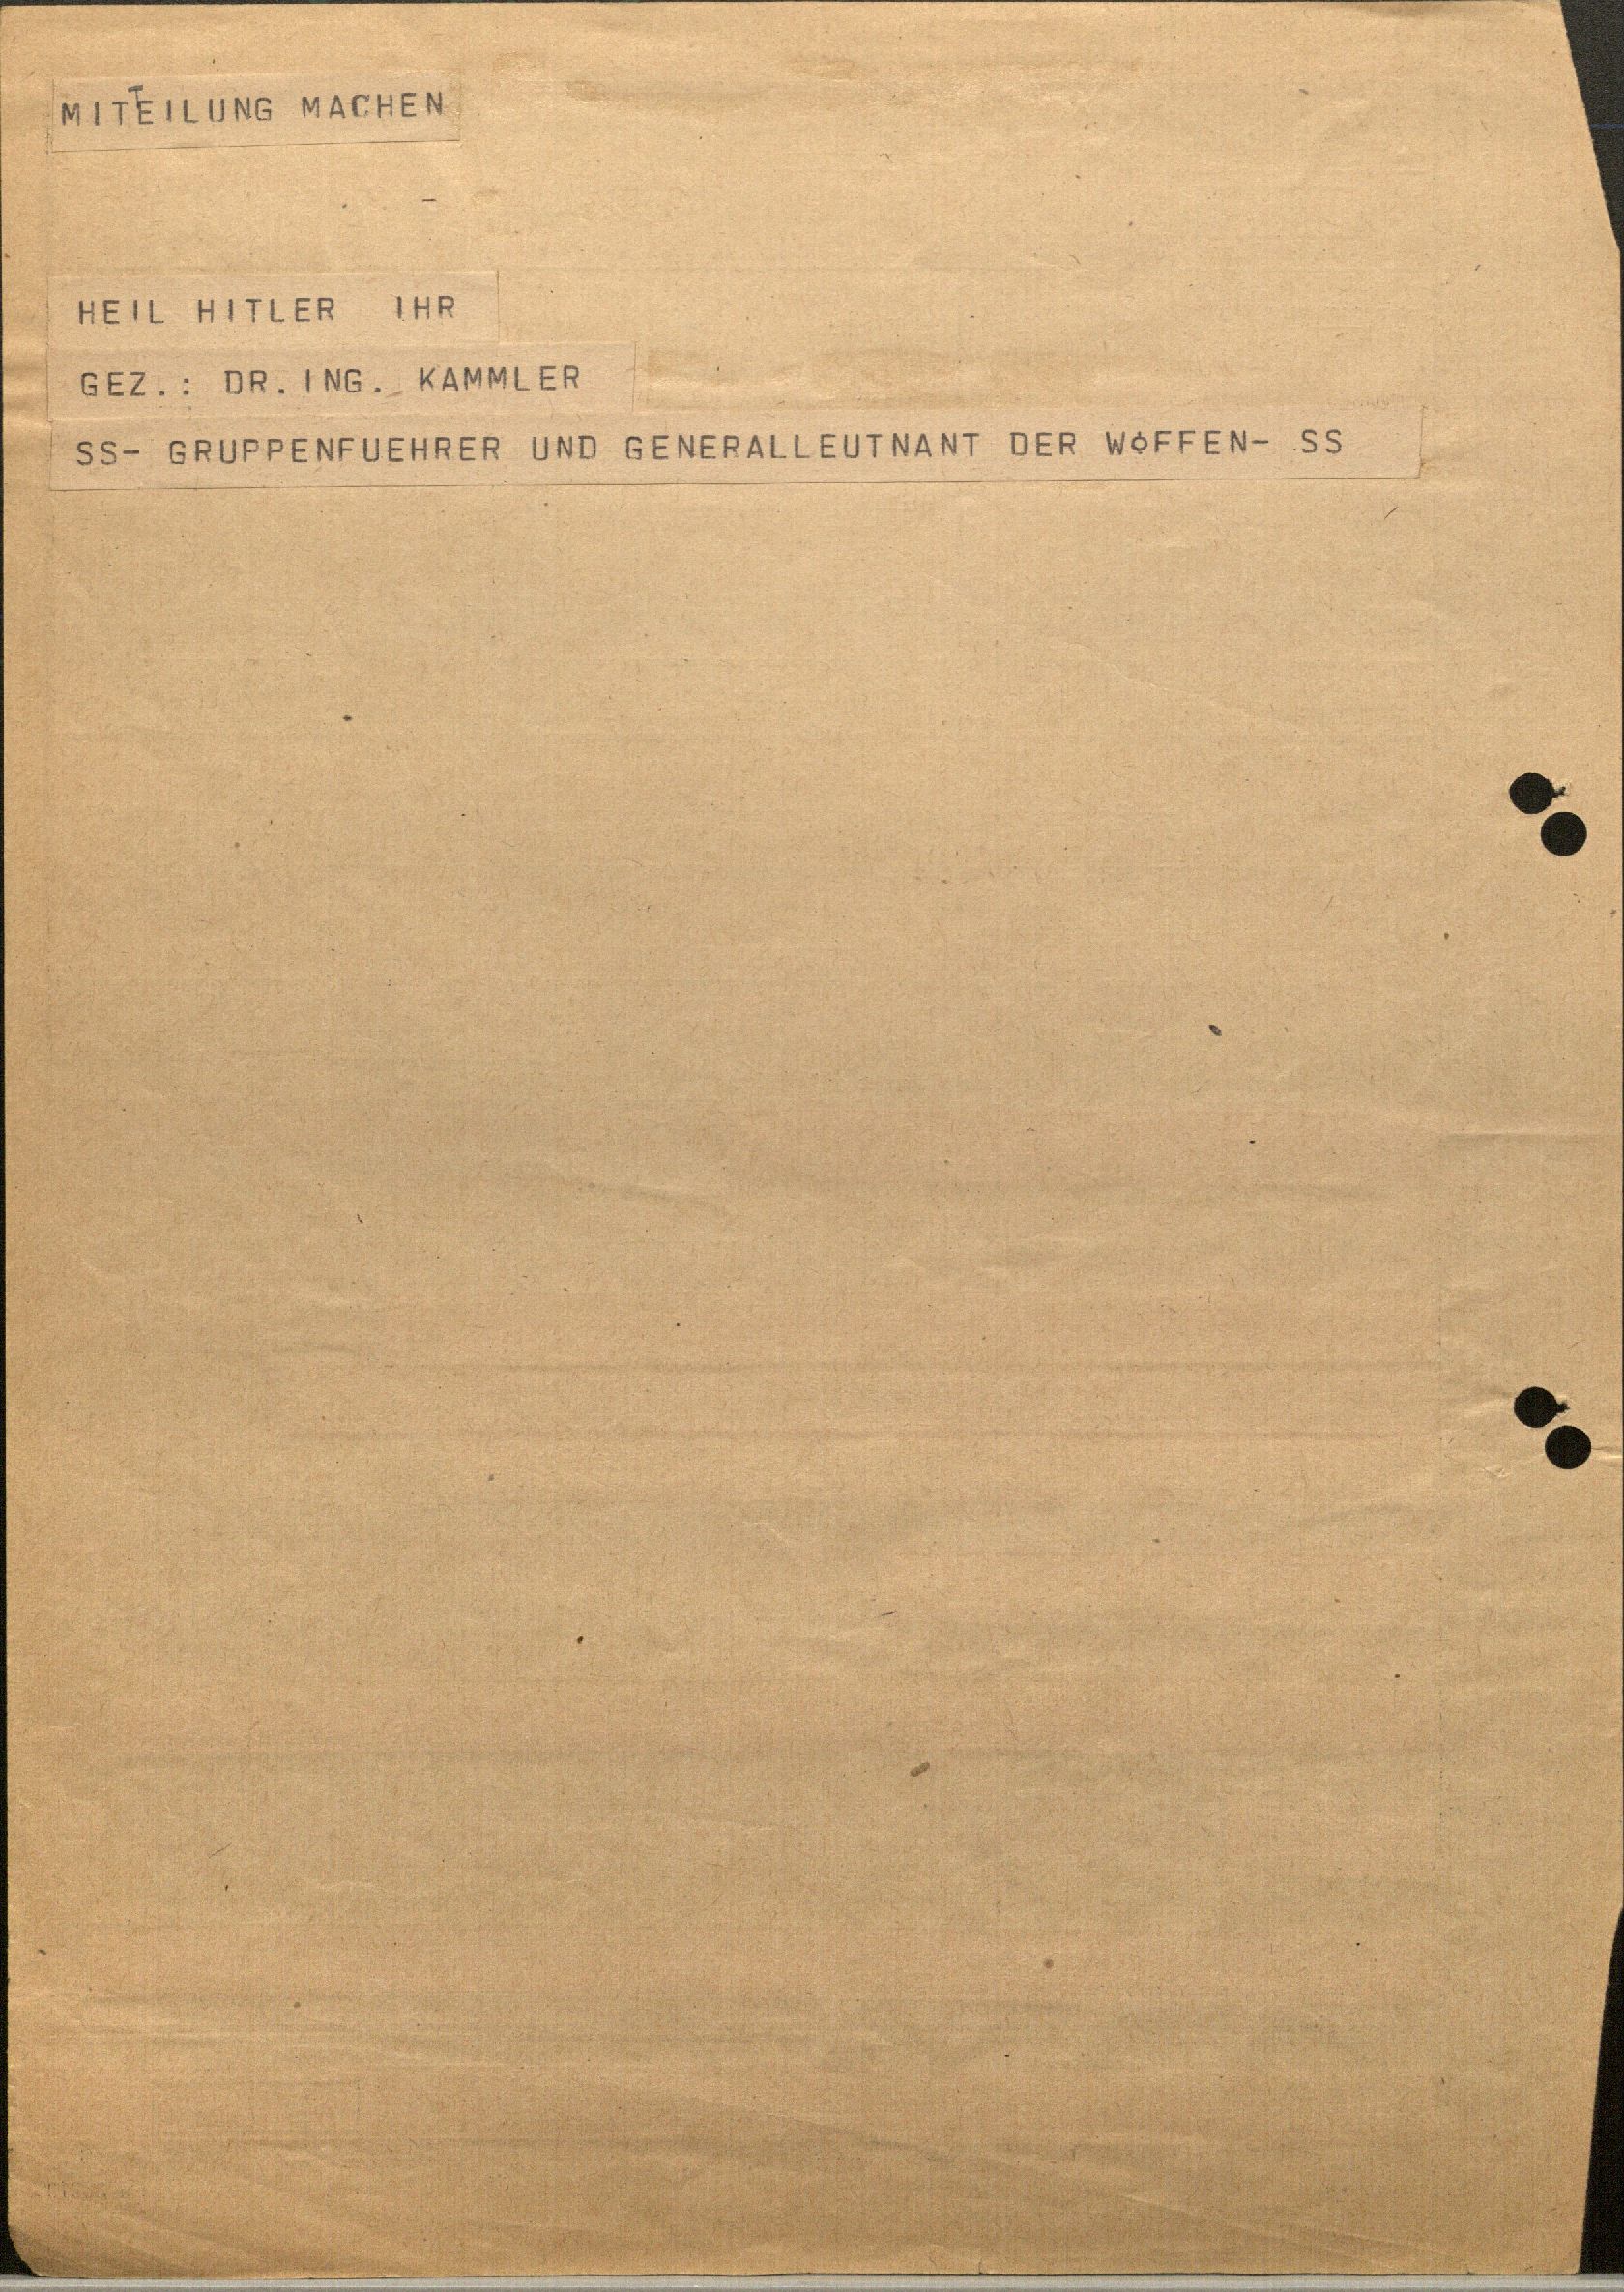 MITTEILUNG MACHEN
-
HEIL HITLER IHR
GEZ.: DR. ING. KAMMLER
SS- GRUPPENFUEHRER UND GENERALLEUTNANT DER WOFFEN- SS